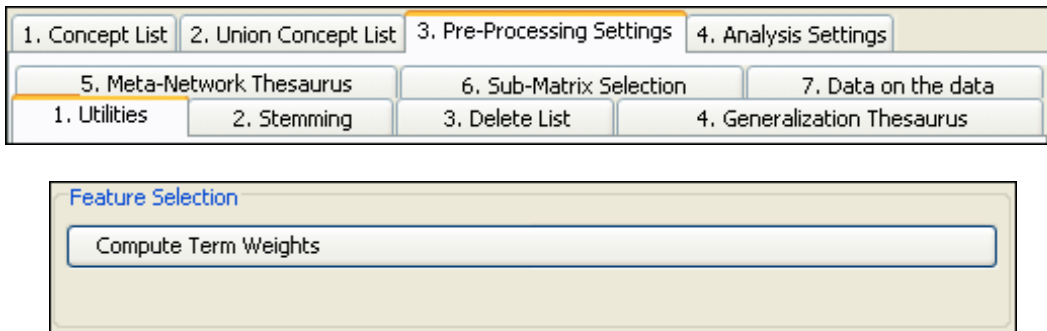 1. Concept List 2. Union Concept List 3. Pre-Processing Settings 4. Analysis Settings
5. Meta-Network Thesaurus 6. Sub-Matrix Selection 7. Data on the data
1. Utilities 2. Stemming 3. Delete List 4. Generalization Thesaurus
Feature Selection
Compute Term Weights